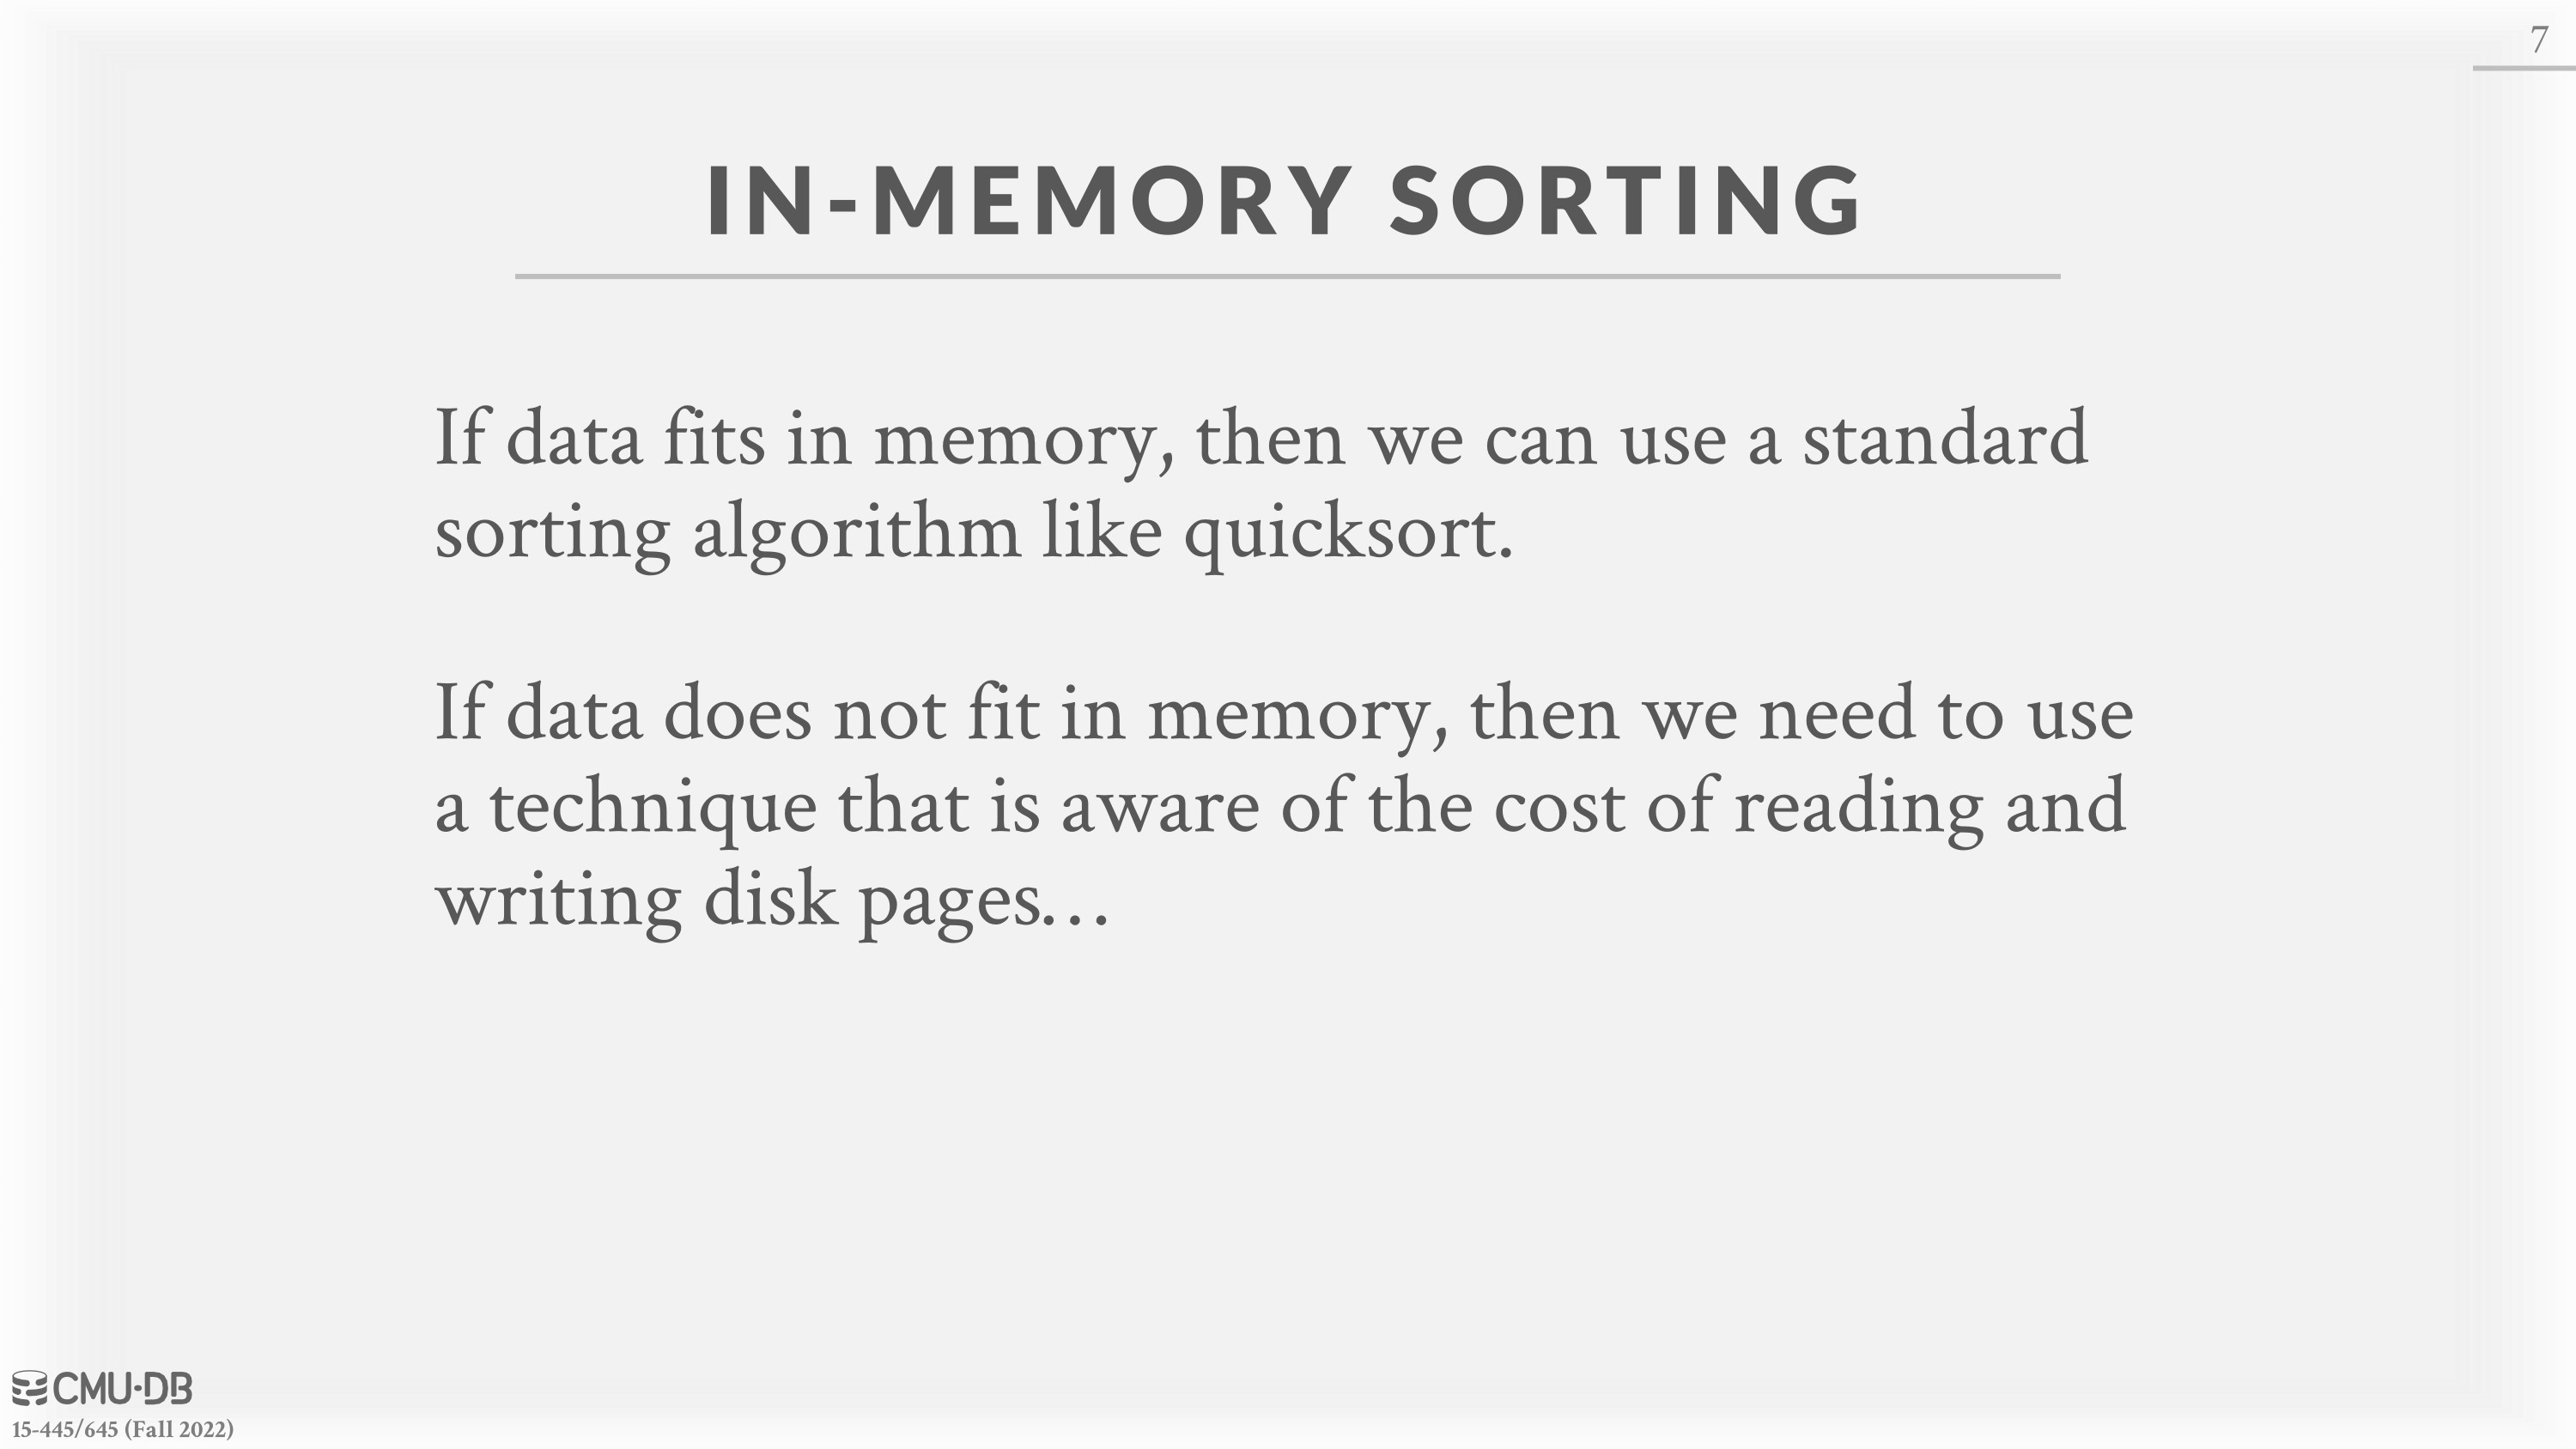 7
IN-MEMORY SORTING
If data fits in memory, then we can use a standard
sorting algorithm like quicksort.
If data does not fit in memory, then we need to use
a technique that is aware of the cost of reading and
writing disk pages…
CMU·DB
15-445/645 (Fall 2022)